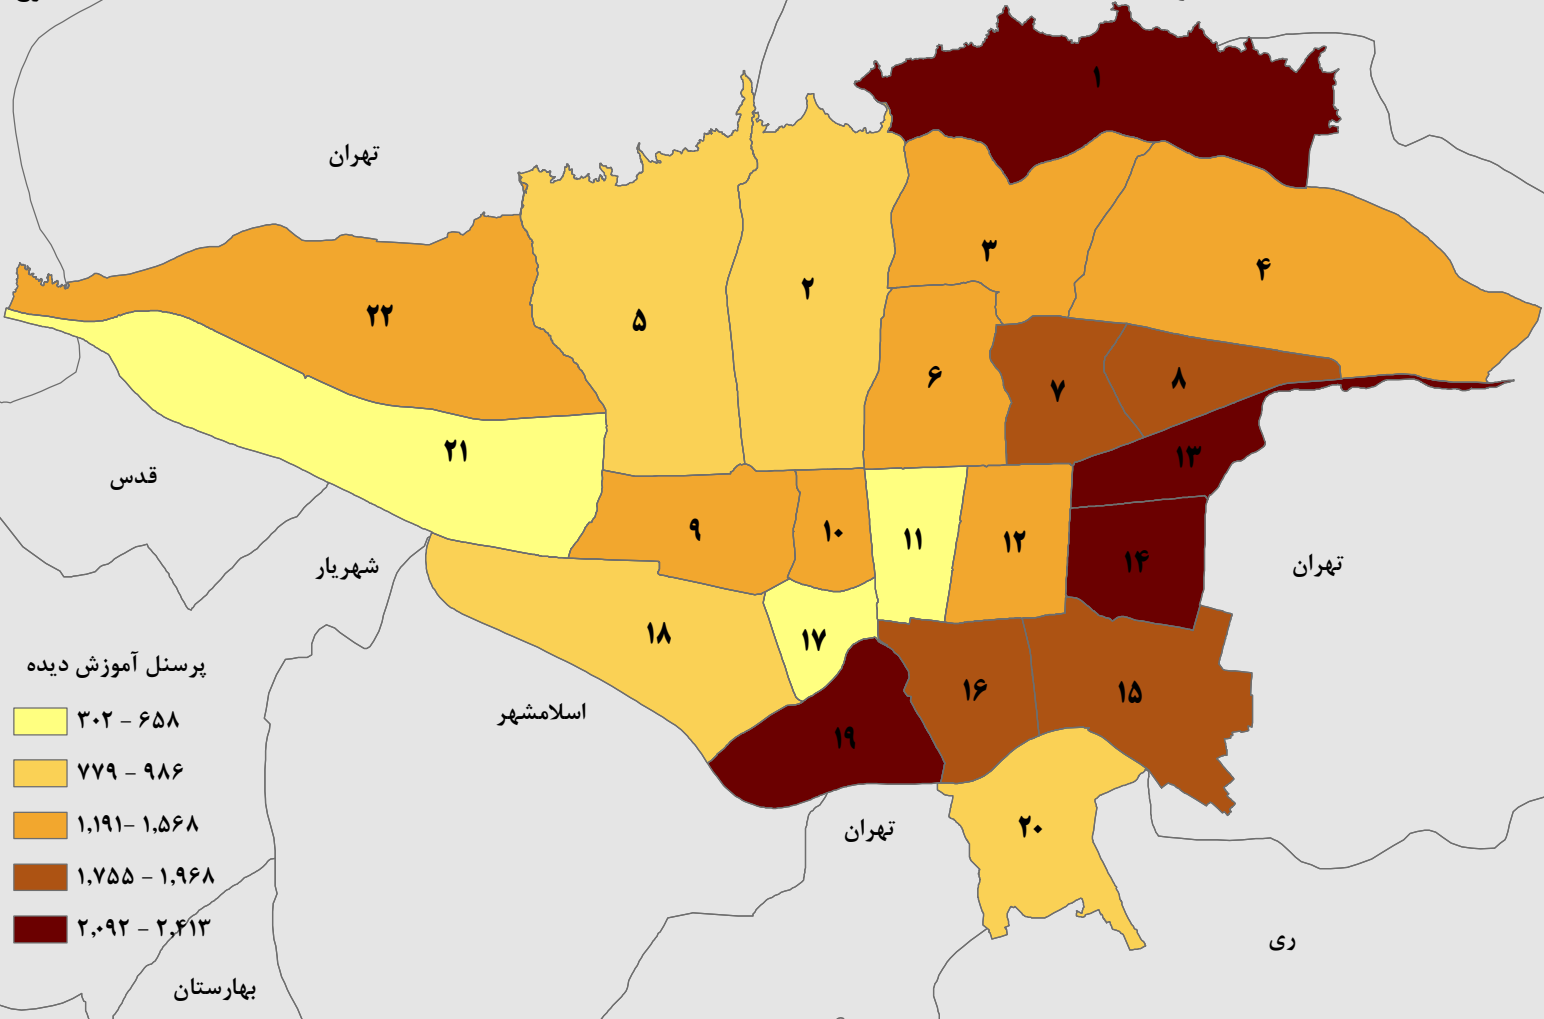 ۱
تهران
۳
۴
۲
۲۲
۵
۶
۷
۸
۲۱
۱۳
قدس
۹
۱۰
۱۱
۱۲
۱۴
تهران
شهریار
۱۸
۱۷
پرسنل آموزش دیده
۱۶
۱۵
۳۰۲ - ۶۵۸
اسلامشهر
۱۹
۷۷۹ - ۹۸۶
۱,۱۹۱- ۱,۵۶۸
تهران
۲۰
۱,۷۵۵ - ۱,۹۶۸
۲,۰۹۲ - ۲,۴۱۳
ری
بهارستان